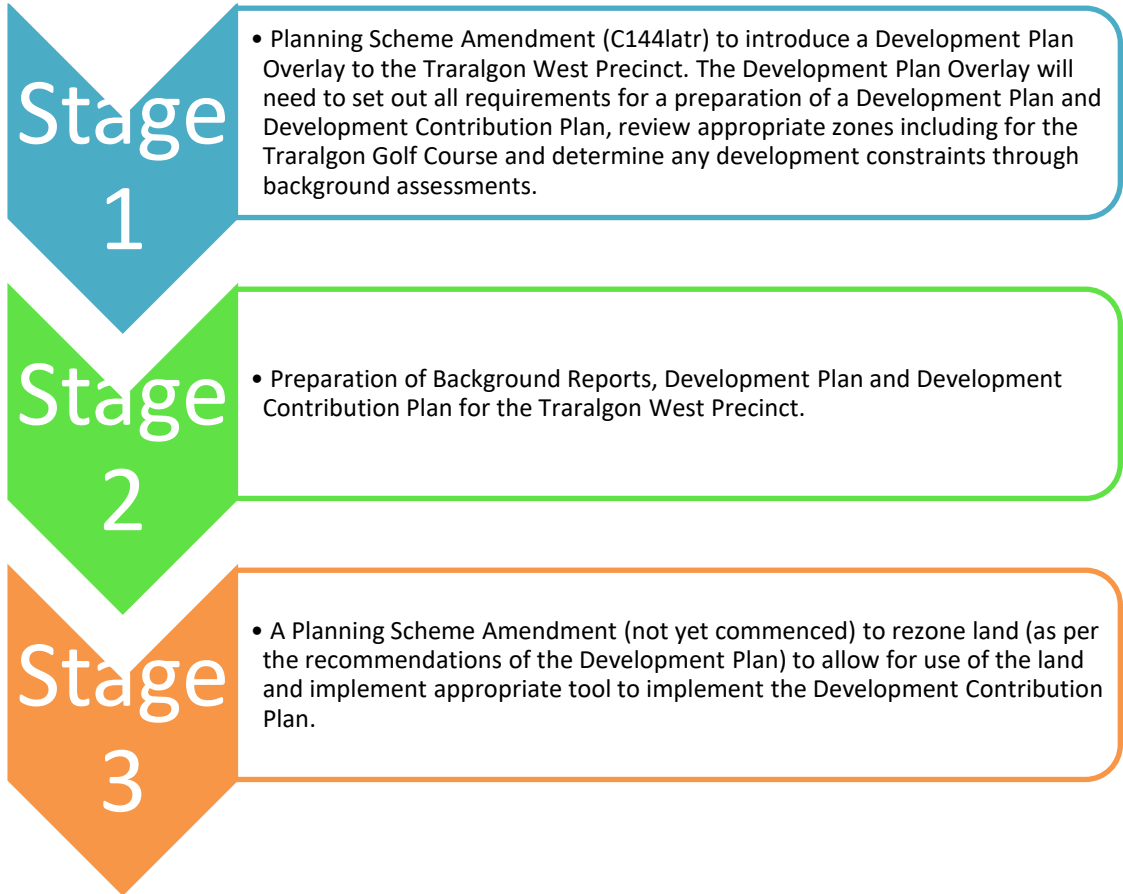 Stage
1
• Planning Scheme Amendment (C144latr) to introduce a Development Plan
Overlay to the Traralgon West Precinct. The Development Plan Overlay will
need to set out all requirements for a preparation of a Development Plan and
Development Contribution Plan, review appropriate zones including for the
Traralgon Golf Course and determine any development constraints through
background assessments.
Stage
2
• Preparation of Background Reports, Development Plan and Development
Contribution Plan for the Traralgon West Precinct.
Stage
3
• A Planning Scheme Amendment (not yet commenced) to rezone land (as per
the recommendations of the Development Plan) to allow for use of the land
and implement appropriate tool to implement the Development Contribution
Plan.